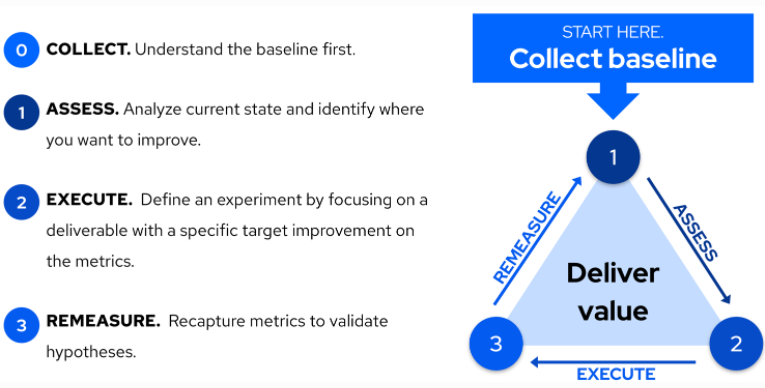 0 COLLECT. Understand the baseline first.
1 ASSESS. Analyze current state and identify where
you want to improve.
2 EXECUTE. Define an experiment by focusing on a
deliverable with a specific target improvement on
the metrics.
3 REMEASURE. Recapture metrics to validate
hypotheses.
START HERE.
Collect baseline
1
REMEASURE
ASSESS
Deliver
value
3
2
EXECUTE